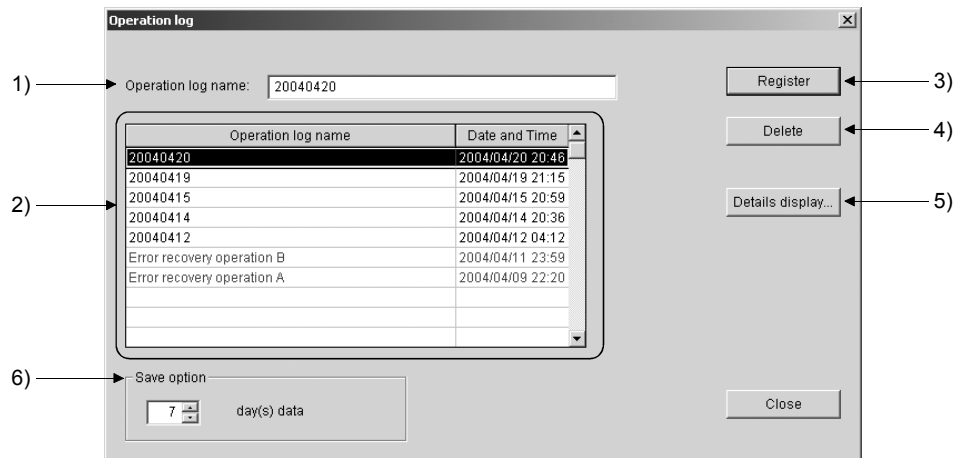 Operation log
1)
Operation log name:
20040420
Register
3)
Delete
4)
Operation log name Date and Time
20040420 2004/04/20 20:46
20040419 2004/04/19 21:15
20040415 2004/04/15 20:59
20040414 2004/04/14 20:36
20040412 2004/04/12 04:12
Error recovery operation B 2004/04/11 23:59
Error recovery operation A 2004/04/09 22:20
2)
Details display...
5)
6)
Save option
7 day(s) data
Close